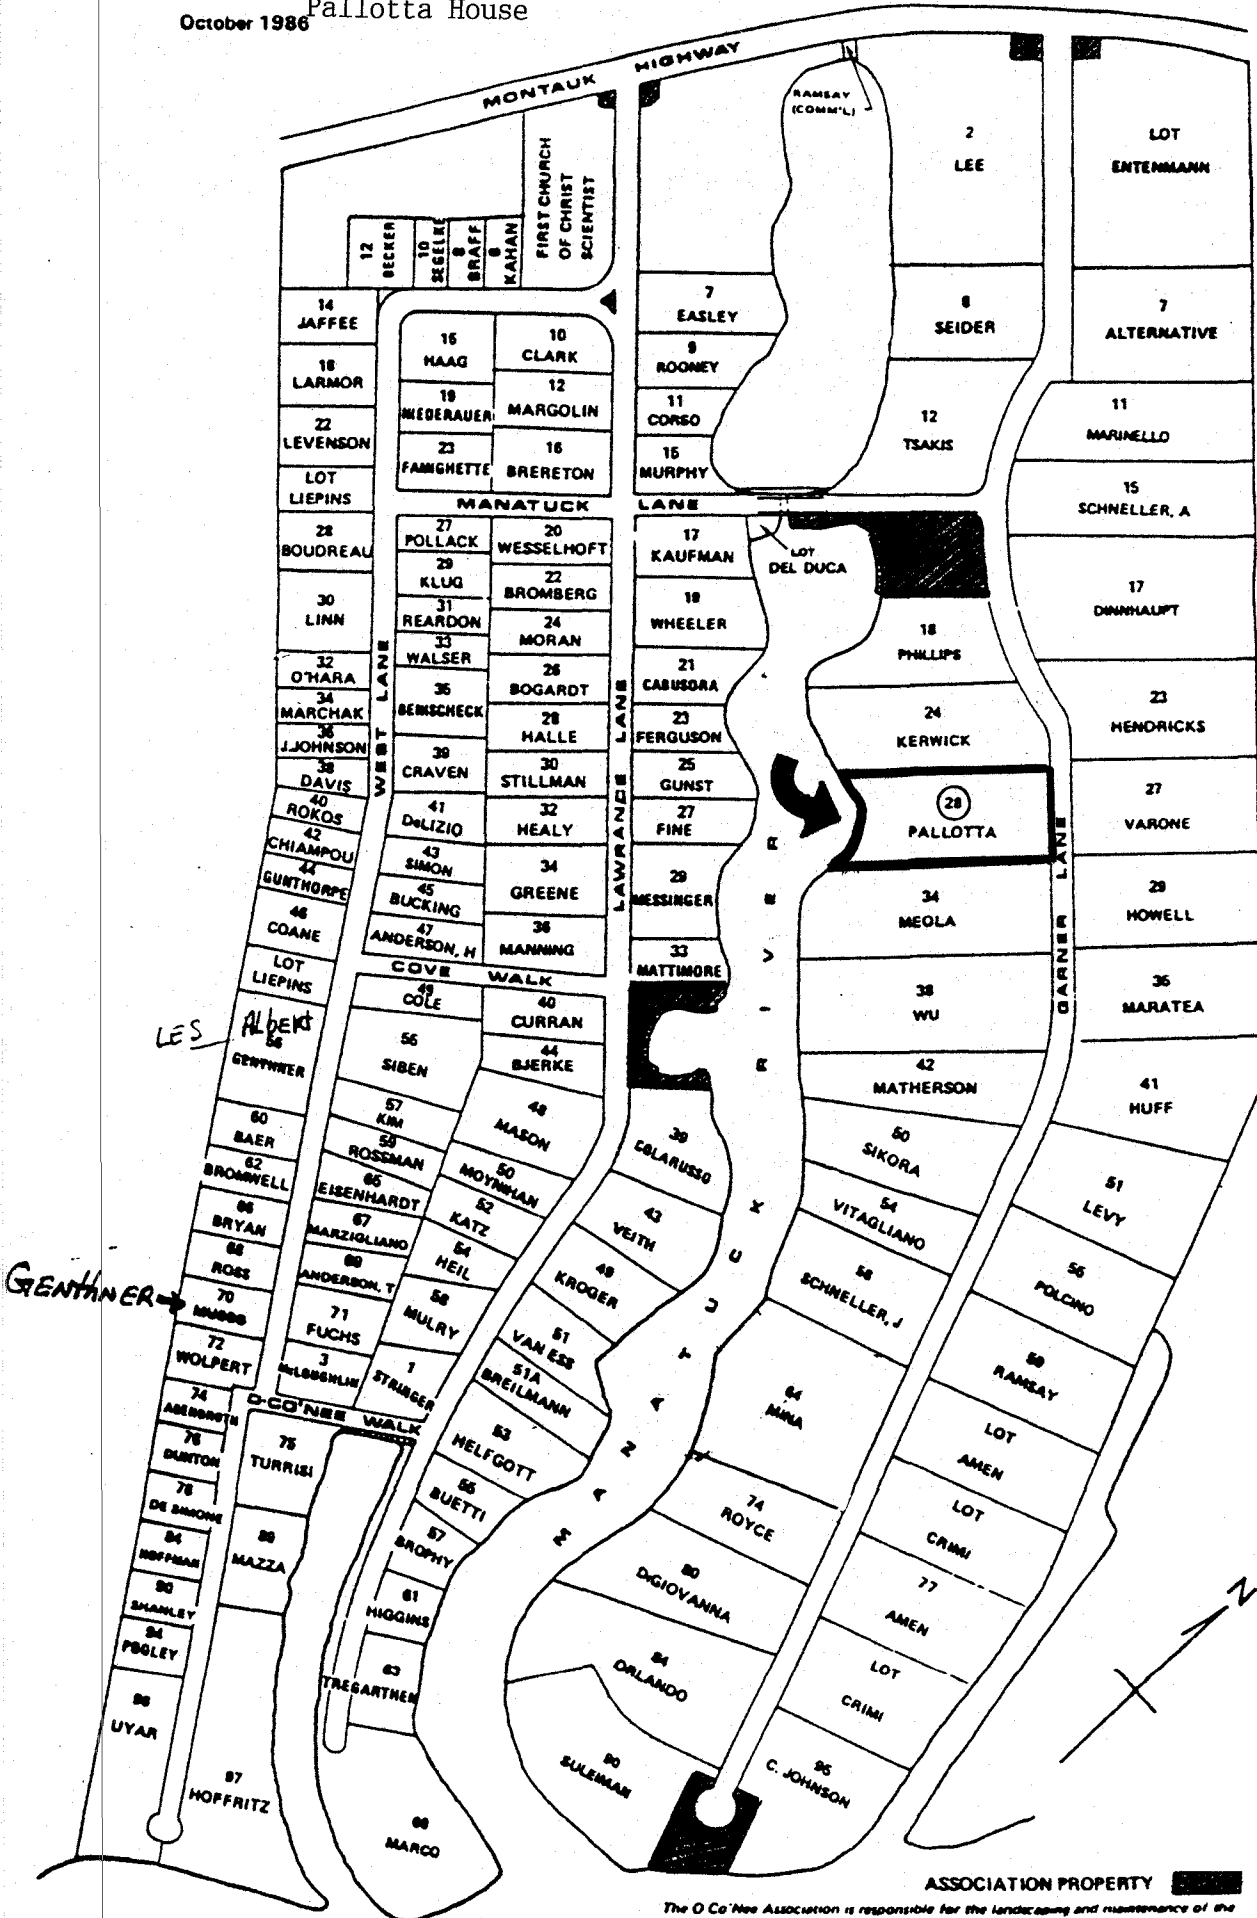 October 1986
Pallotta House
MONTAUK HIGHWAY
RAMSAY
(COMM'L)
2
LEE
LOT
ENTENMANN
FIRST CHURCH
OF CHRIST
SCIENTIST
12
BECKER
10
SEGELKE
8
BRAFF
6
KAHAN
14
JAFFEE
18
LARMOR
22
LEVENSON
LOT
LIEPINS
28
BOUDREAU
30
LINN
32
O'HARA
34
MARCHAK
36
J.JOHNSON
38
DAVIS
40
ROKOS
42
CHIAMPOU
44
GUNTHORPE
46
COANE
LOT
LIEPINS
LES
Albert
56
GENTHNER
60
BAER
62
BROMWELL
66
BRYAN
68
ROSS
GENTHNER
70
72
WOLPERT
74
76
DUNTON
78
DE SIMONE
84
HOFFMAN
90
SHANLEY
94
POGLEY
96
UYAR
WEST LANE
15
HAAG
19
NIEDERAUER
23
FAMIGHETTE
10
CLARK
12
MARGOLIN
16
BRERETON
MANATUCK LANE
27
POLLACK
29
KLUG
31
REARDON
33
WALSER
35
39
CRAVEN
41
DeLIZIO
43
SIMON
45
BUCKING
47
ANDERSON, H
20
WESSELHOFT
22
BROMBERG
24
MORAN
26
BOGARDT
28
HALLE
30
STILLMAN
32
HEALY
34
GREENE
36
MANNING
LAWRANCE LANE
COVE WALK
49
COLE
56
SIBEN
57
KIM
59
ROSSMAN
65
EISENHARDT
67
MARZIGLIANO
69
ANDERSON, T
71
FUCHS
3
McLOUGHLIN
1
STRINGER
40
CURRAN
44
BJERKE
48
MASON
50
MOYNIHAN
52
KATZ
54
HEIL
58
MULRY
O-CO'NEE WALK
75
TURRISI
MAZZA
97
HOFFRITZ
7
EASLEY
9
ROONEY
11
CORSO
15
MURPHY
17
KAUFMAN
19
WHEELER
21
CABUSORA
23
FERGUSON
25
GUNST
27
FINE
29
MESSINGER
33
MATTIMORE
39
COLARUSSO
43
VEITH
49
KROGER
51
VAN ESS
51A
BREILMANN
53
HELFGOTT
55
BUETTI
57
BROPHY
61
HIGGINS
63
TREGARTHEN
MARCO
LOT
DEL DUCA
MANATUCK RIVER
SEIDER
12
TSAKIS
18
PHILLIPS
24
KERWICK
28
PALLOTTA
34
MEOLA
38
WU
42
MATHERSON
50
SIKORA
54
VITAGLIANO
58
SCHNELLER, J
64
MINA
74
ROYCE
80
DiGIOVANNA
84
ORLANDO
90
SULEIMAN
GARNER LANE
7
ALTERNATIVE
11
MARINELLO
15
SCHNELLER, A
17
DINNHAUPT
23
HENDRICKS
27
VARONE
29
HOWELL
35
MARATEA
41
HUFF
51
LEVY
55
POLCINO
59
RAMSAY
LOT
AMEN
LOT
CRIMI
77
AMEN
LOT
CRIMI
95
C. JOHNSON
N
ASSOCIATION PROPERTY
The O Co'Nee Association is responsible for the landscaping and maintenance of the